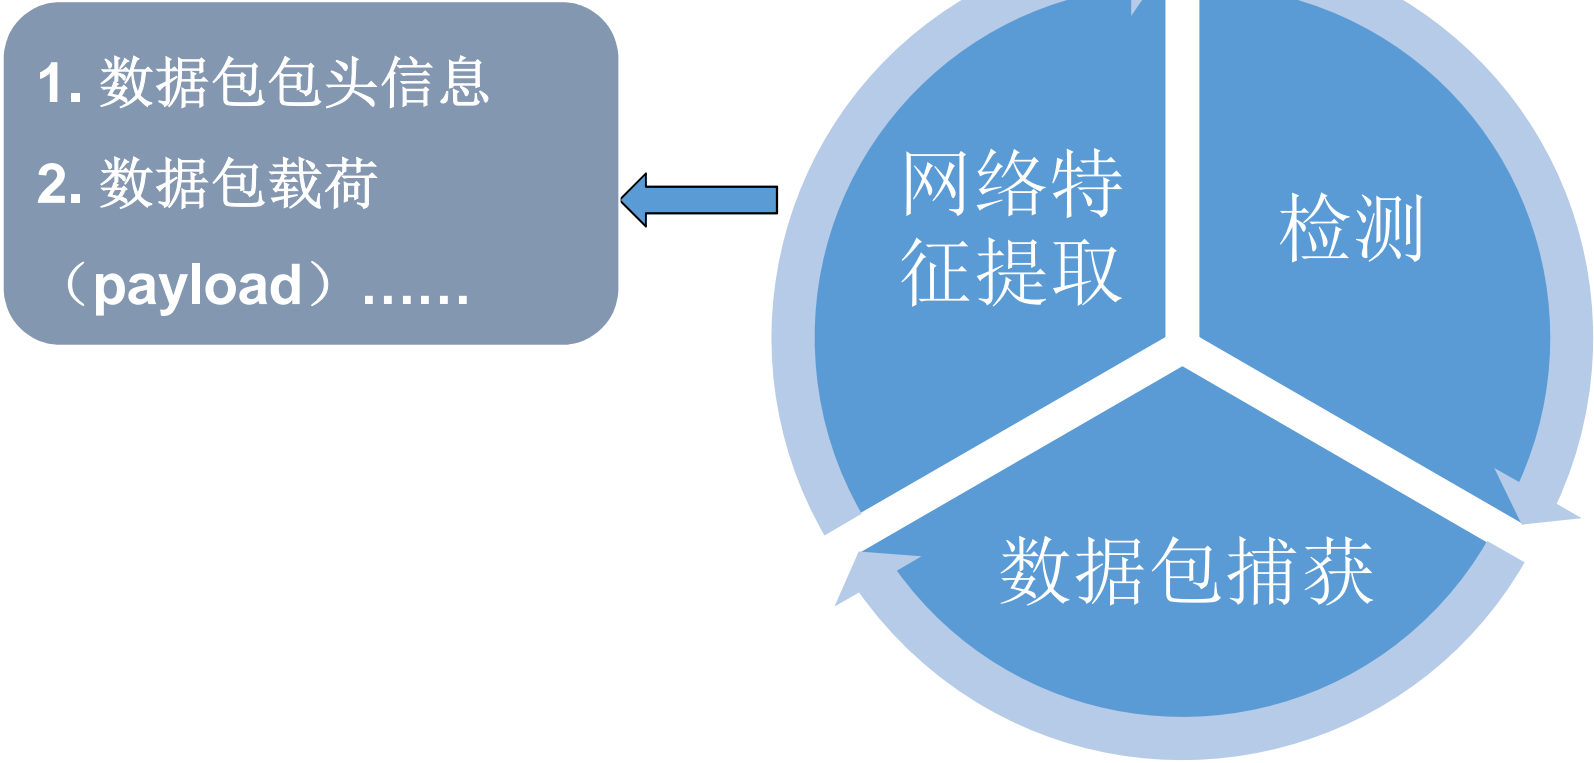 1. 数据包包头信息
2. 数据包载荷
（payload）……
网络特
征提取
检测
数据包捕获